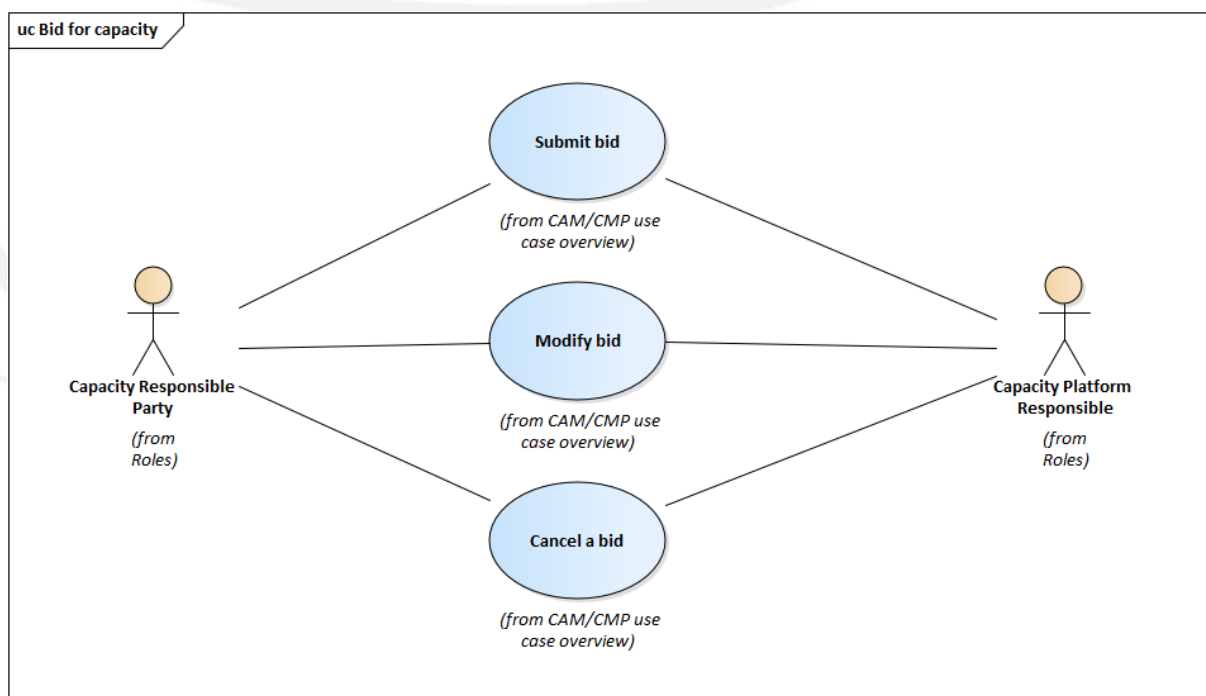 uc Bid for capacity
Submit bid
(from CAM/CMP use
case overview)
Modify bid
(from CAM/CMP use
case overview)
Cancel a bid
(from CAM/CMP use
case overview)
Capacity Responsible
Party
(from
Roles)
Capacity Platform
Responsible
(from
Roles)